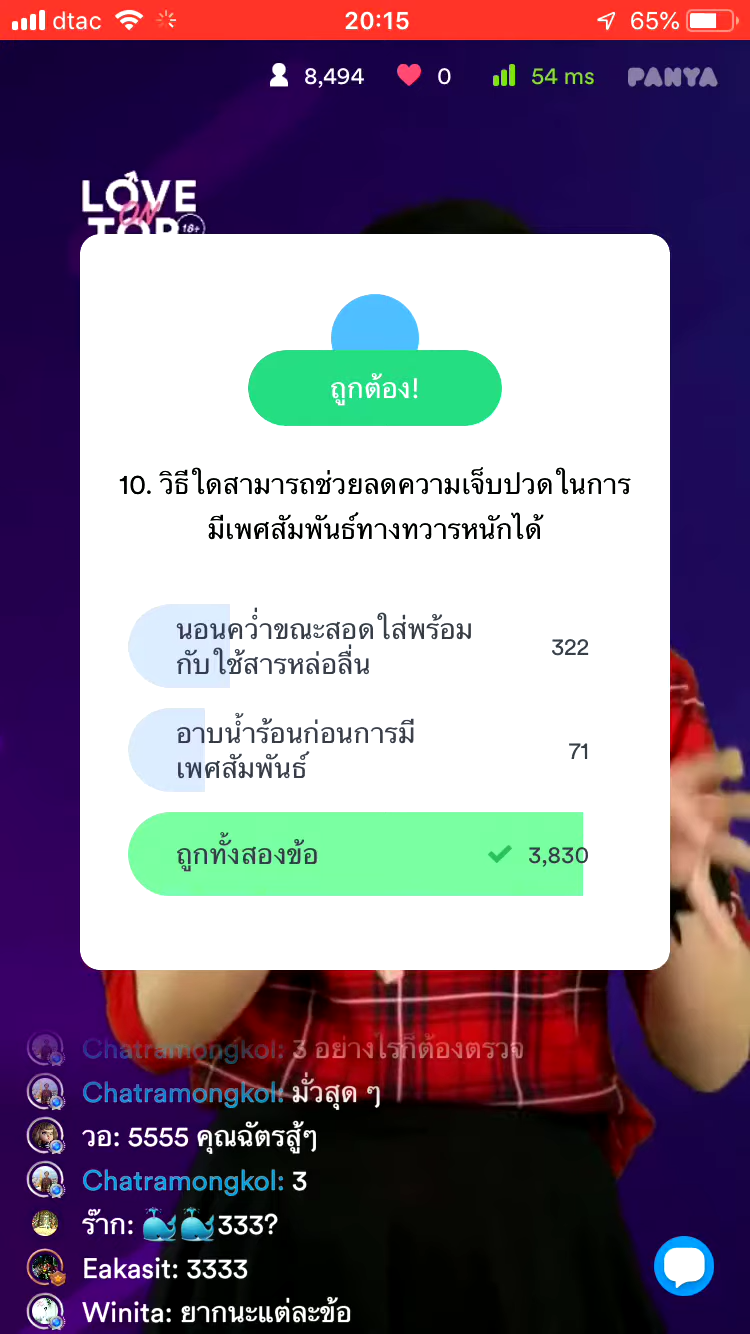 dtac 20:15 65%
8,494 0 54 ms PANYA
LOVE
ON
TOP 18+
ถูกต้อง!
10. วิธีใดสามารถช่วยลดความเจ็บปวดในการ
มีเพศสัมพันธ์ทางทวารหนักได้
นอนคว่ำขณะสอดใส่พร้อม
กับใช้สารหล่อลื่น
322
อาบน้ำร้อนก่อนการมี
เพศสัมพันธ์
71
ถูกทั้งสองข้อ 3,830
Chatramongkol: 3 อย่างไรก็ต้องตรวจ
Chatramongkol: มั่วสุด ๆ
วอ: 5555 คุณฉัตรสู้ๆ
Chatramongkol: 3
ร๊าก: 🐳🐳333?
Eakasit: 3333
Winita: ยากนะแต่ละข้อ